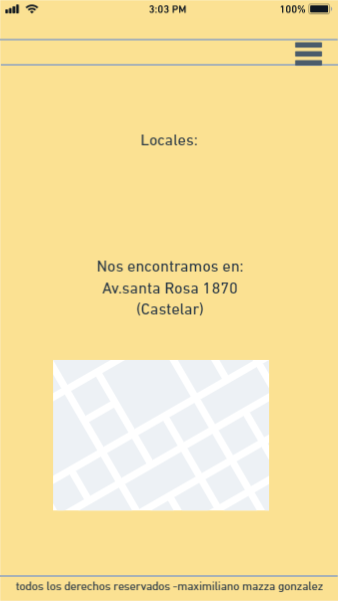 3:03 PM
100%
Locales:
Nos encontramos en:
Av.santa Rosa 1870
(Castelar)
todos los derechos reservados -maximiliano mazza gonzalez